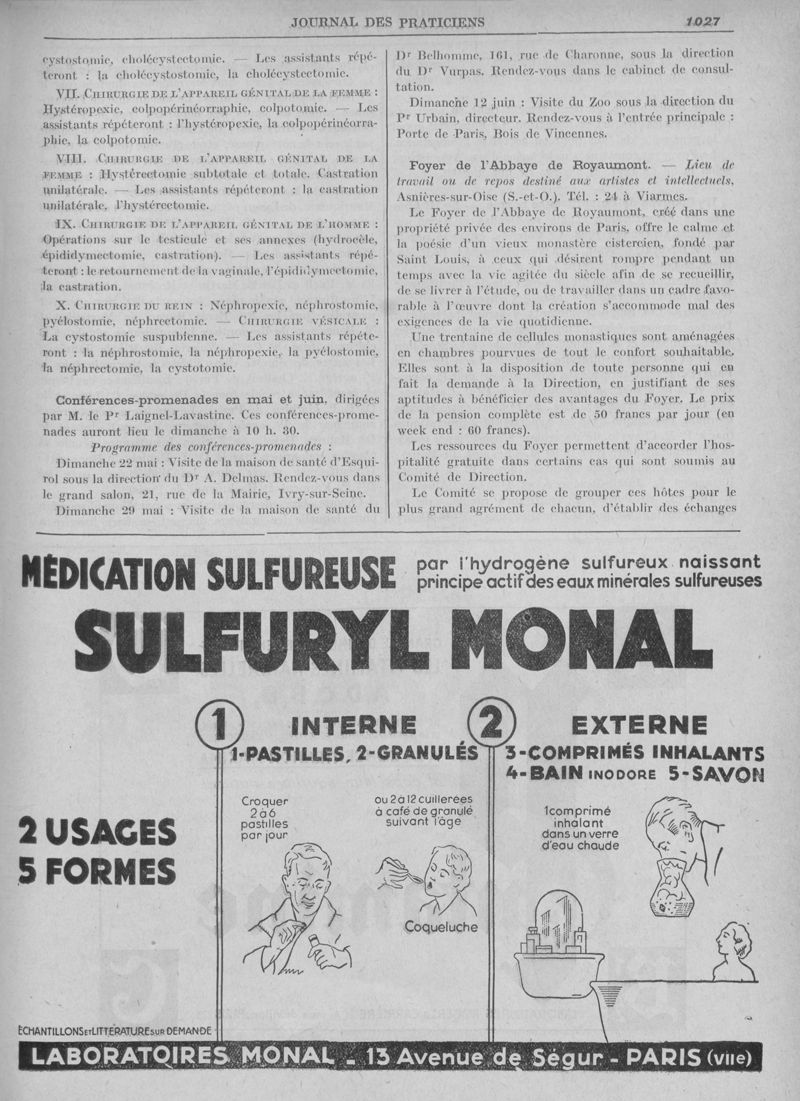 JOURNAL DES PRATICIENS
1027
cystostomie, cholécystectomie. — Les assistants répé-
teront : la cholécystostomie, la cholécystectomie.
VII. CHIRURGIE DE L'APPAREIL GÉNITAL DE LA FEMME :
Hystéropexie, colpopérinéorraphie, colpotomie. — Les
assistants répéteront : l'hystéropexie, la colpopérinéorra-
phie, la colpotomie.
VIII. CHIRURGIE DE L'APPAREIL GÉNITAL DE LA
FEMME : Hystérectomie subtotale et totale. Castration
unilatérale. — Les assistants répéteront : la castration
unilatérale, l'hystérectomie.
IX. CHIRURGIE DE L'APPAREIL GÉNITAL DE L'HOMME :
Opérations sur le testicule et ses annexes (hydrocèle,
épididymectomie, castration). — Les assistants répé-
teront : le retournement de la vaginale, l'épididymectomie,
la castration.
X. CHIRURGIE DU REIN : Néphropexie, néphrostomie,
pyélostomie, néphrectomie. — CHIRURGIE VÉSICALE :
La cystostomie suspubienne. — Les assistants répéte-
ront : la néphrostomie, la néphropexie, la pyélostomie,
la néphrectomie, la cystotomie.
Conférences-promenades en mai et juin, dirigées
par M. le Pr Laignel-Lavastine. Ces conférences-prome-
nades auront lieu le dimanche à 10 h. 30.
Programme des conférences-promenades :
Dimanche 22 mai : Visite de la maison de santé d'Esqui-
rol sous la direction du Dr A. Delmas. Rendez-vous dans
le grand salon, 21, rue de la Mairie, Ivry-sur-Seine.
Dimanche 29 mai : Visite de la maison de santé du
Dr Belhomme, 161, rue de Charonne, sous la direction
du Dr Vurpas. Rendez-vous dans le cabinet de consul-
tation.
Dimanche 12 juin : Visite du Zoo sous la direction du
Pr Urbain, directeur. Rendez-vous à l'entrée principale :
Porte de Paris, Bois de Vincennes.
Foyer de l'Abbaye de Royaumont. — Lieu de
travail ou de repos destiné aux artistes et intellectuels,
Asnières-sur-Oise (S.-et-O.). Tél. : 24 à Viarmes.
Le Foyer de l'Abbaye de Royaumont, créé dans une
propriété privée des environs de Paris, offre le calme et
la poésie d'un vieux monastère cistercien, fondé par
Saint Louis, à ceux qui désirent rompre pendant un
temps avec la vie agitée du siècle afin de se recueillir,
de se livrer à l'étude, ou de travailler dans un cadre favo-
rable à l'œuvre dont la création s'accommode mal des
exigences de la vie quotidienne.
Une trentaine de cellules monastiques sont aménagées
en chambres pourvues de tout le confort souhaitable.
Elles sont à la disposition de toute personne qui en
fait la demande à la Direction, en justifiant de ses
aptitudes à bénéficier des avantages du Foyer. Le prix
de la pension complète est de 50 francs par jour (en
week end : 60 francs).
Les ressources du Foyer permettent d'accorder l'hos-
pitalité gratuite dans certains cas qui sont soumis au
Comité de Direction.
Le Comité se propose de grouper ces hôtes pour le
plus grand agrément de chacun, d'établir des échanges
MÉDICATION SULFUREUSE
par l'hydrogène sulfureux naissant
principe actif des eaux minérales sulfureuses
SULFURYL MONAL
1 INTERNE
1-PASTILLES, 2-GRANULÉS
2 EXTERNE
3-COMPRIMÉS INHALANTS
4-BAIN INODORE 5-SAVON
2 USAGES
5 FORMES
Croquer
2 à 6
pastilles
par jour
ou 2 à 12 cuillerées
à café de granulé
suivant l'âge
Coqueluche
1 comprimé
inhalant
dans un verre
d'eau chaude
ÉCHANTILLONS ET LITTÉRATURE SUR DEMANDE
LABORATOIRES MONAL - 13 Avenue de Ségur - PARIS (VIIe)